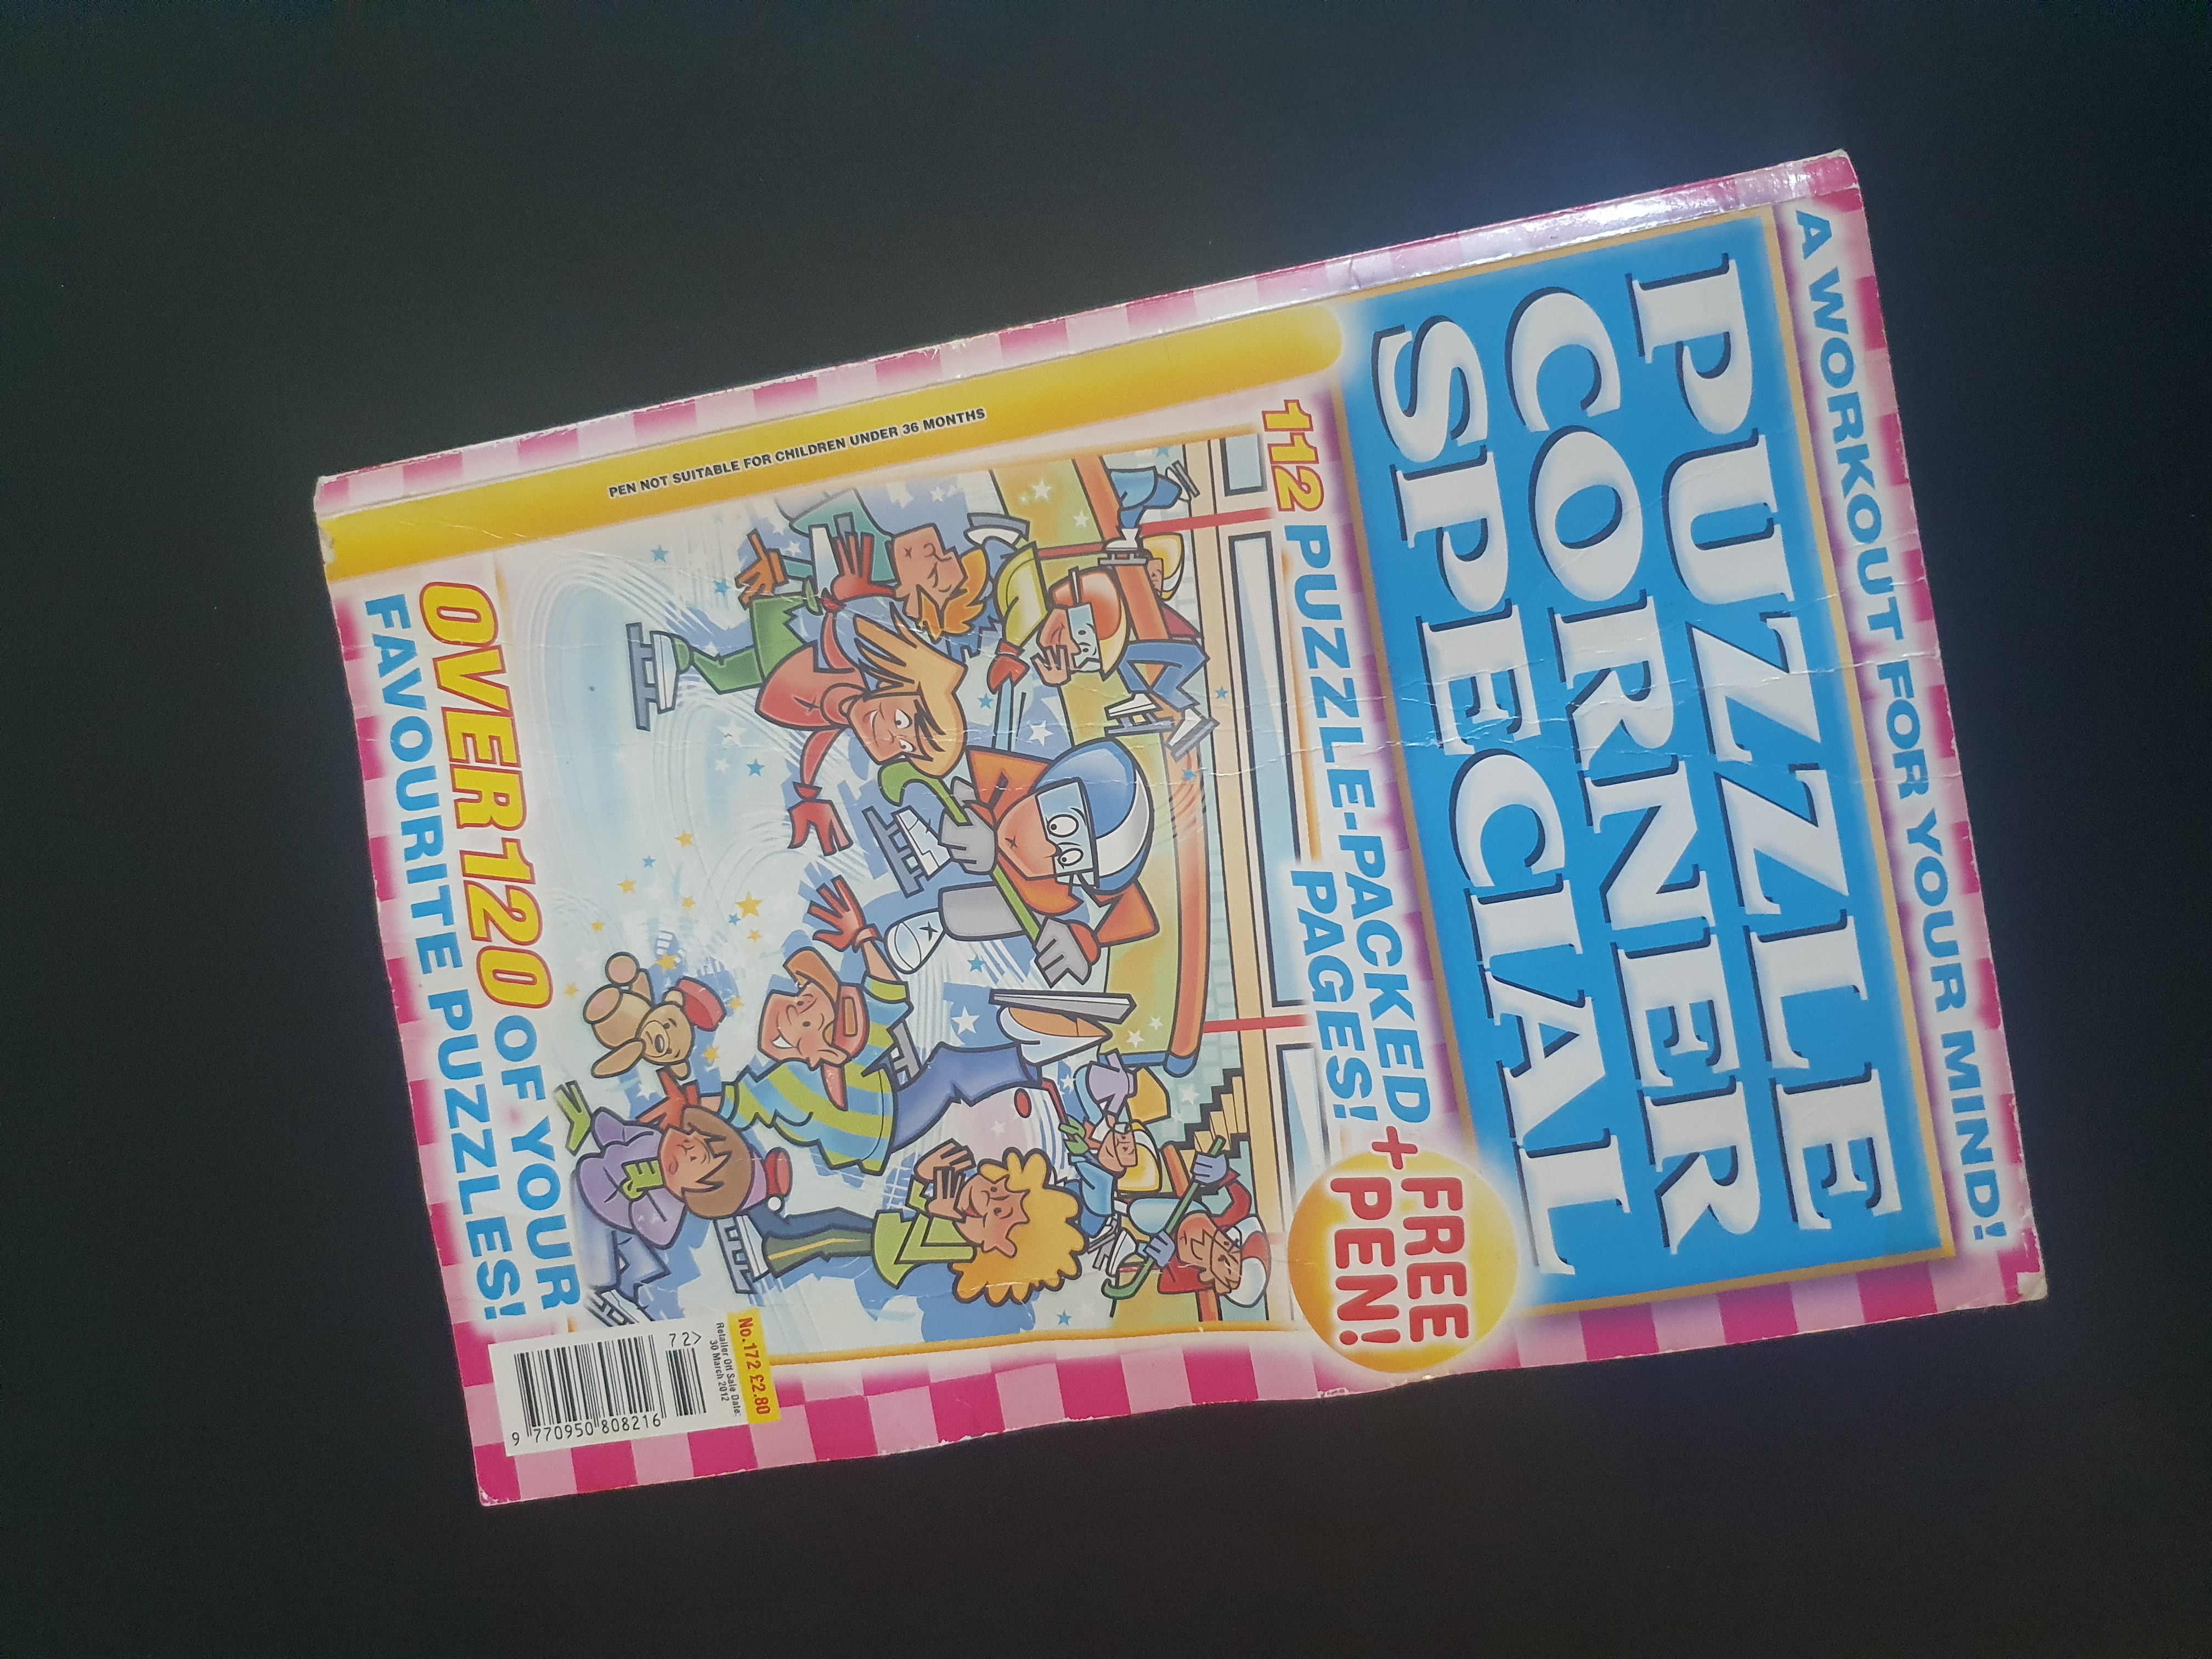 A WORKOUT FOR YOUR MIND!
PUZZLE
CORNER
SPECIAL
112 PUZZLE-PACKED
PAGES!
+ FREE
PEN!
No.172 £2.80
Retailer Off Sale Date:
30 March 2012
72>
9 770950 808216
PEN NOT SUITABLE FOR CHILDREN UNDER 36 MONTHS
OVER 120 OF YOUR
FAVOURITE PUZZLES!